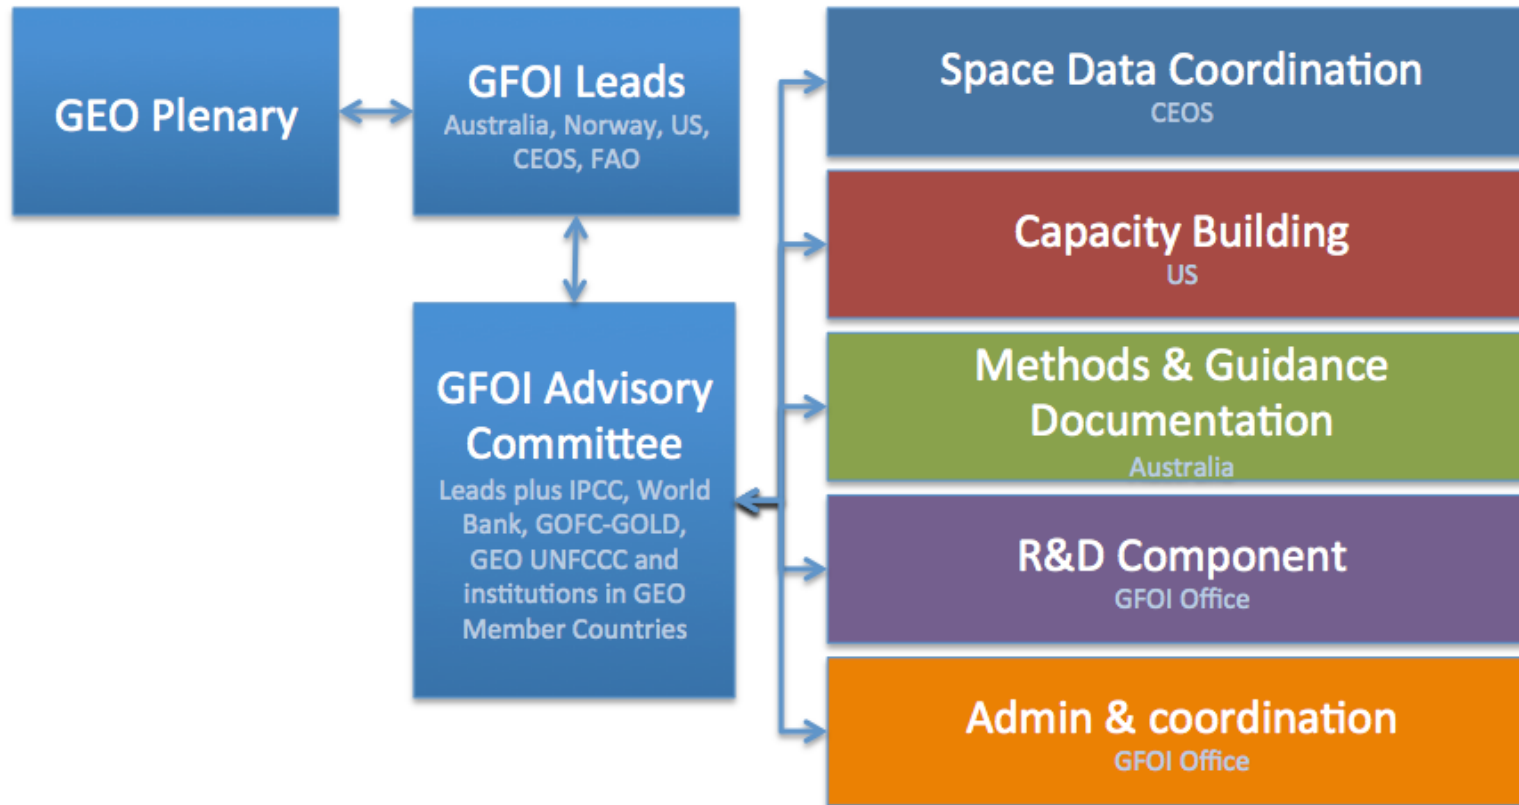 GEO Plenary
GFOI Leads
Australia, Norway, US,
CEOS, FAO
GFOI Advisory
Committee
Leads plus IPCC, World
Bank, GOFC-GOLD,
GEO UNFCCC and
institutions in GEO
Member Countries
Space Data Coordination
CEOS
Capacity Building
US
Methods & Guidance
Documentation
Australia
R&D Component
GFOI Office
Admin & coordination
GFOI Office